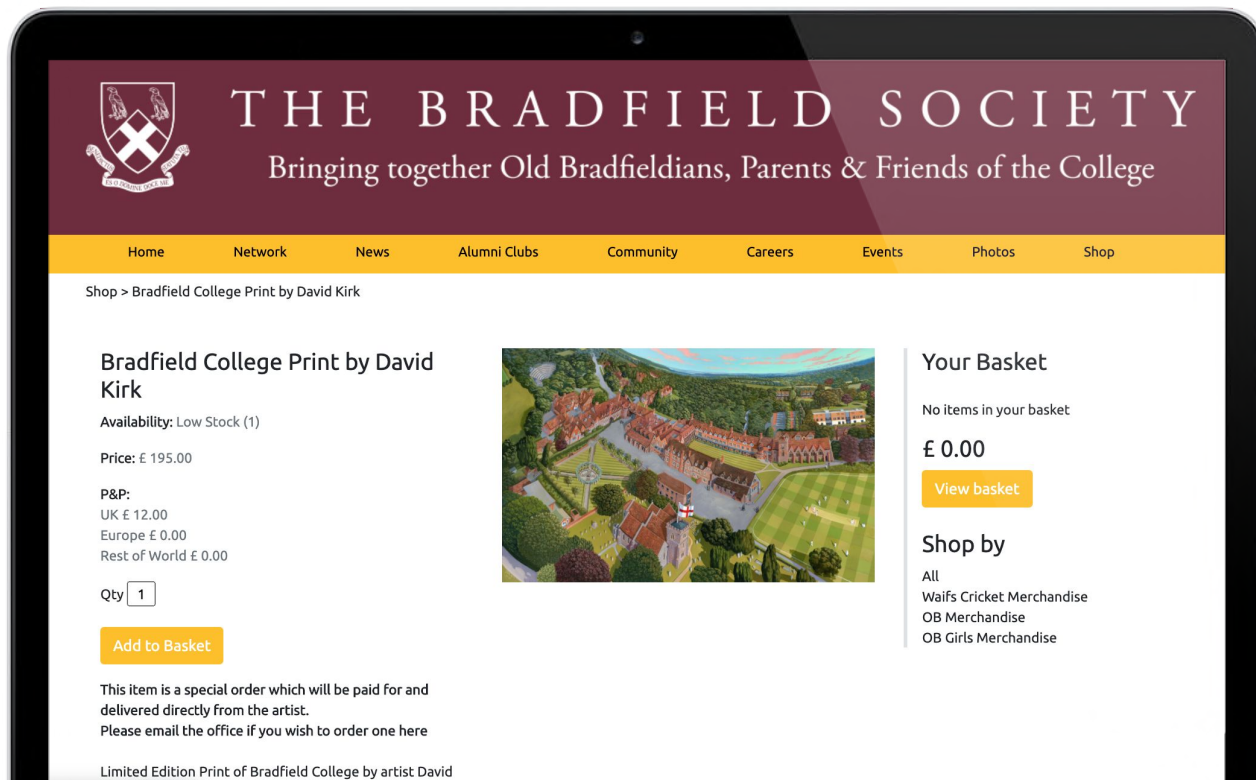 THE BRADFIELD SOCIETY
Bringing together Old Bradfieldians, Parents & Friends of the College
Home Network News Alumni Clubs Community Careers Events Photos Shop
Shop > Bradfield College Print by David Kirk
Bradfield College Print by David
Kirk
Availability: Low Stock (1)
Price: £ 195.00
P&P:
UK £ 12.00
Europe £ 0.00
Rest of World £ 0.00
Qty 1
Add to Basket
This item is a special order which will be paid for and
delivered directly from the artist.
Please email the office if you wish to order one here
Limited Edition Print of Bradfield College by artist David
Your Basket
No items in your basket
£ 0.00
View basket
Shop by
All
Waifs Cricket Merchandise
OB Merchandise
OB Girls Merchandise